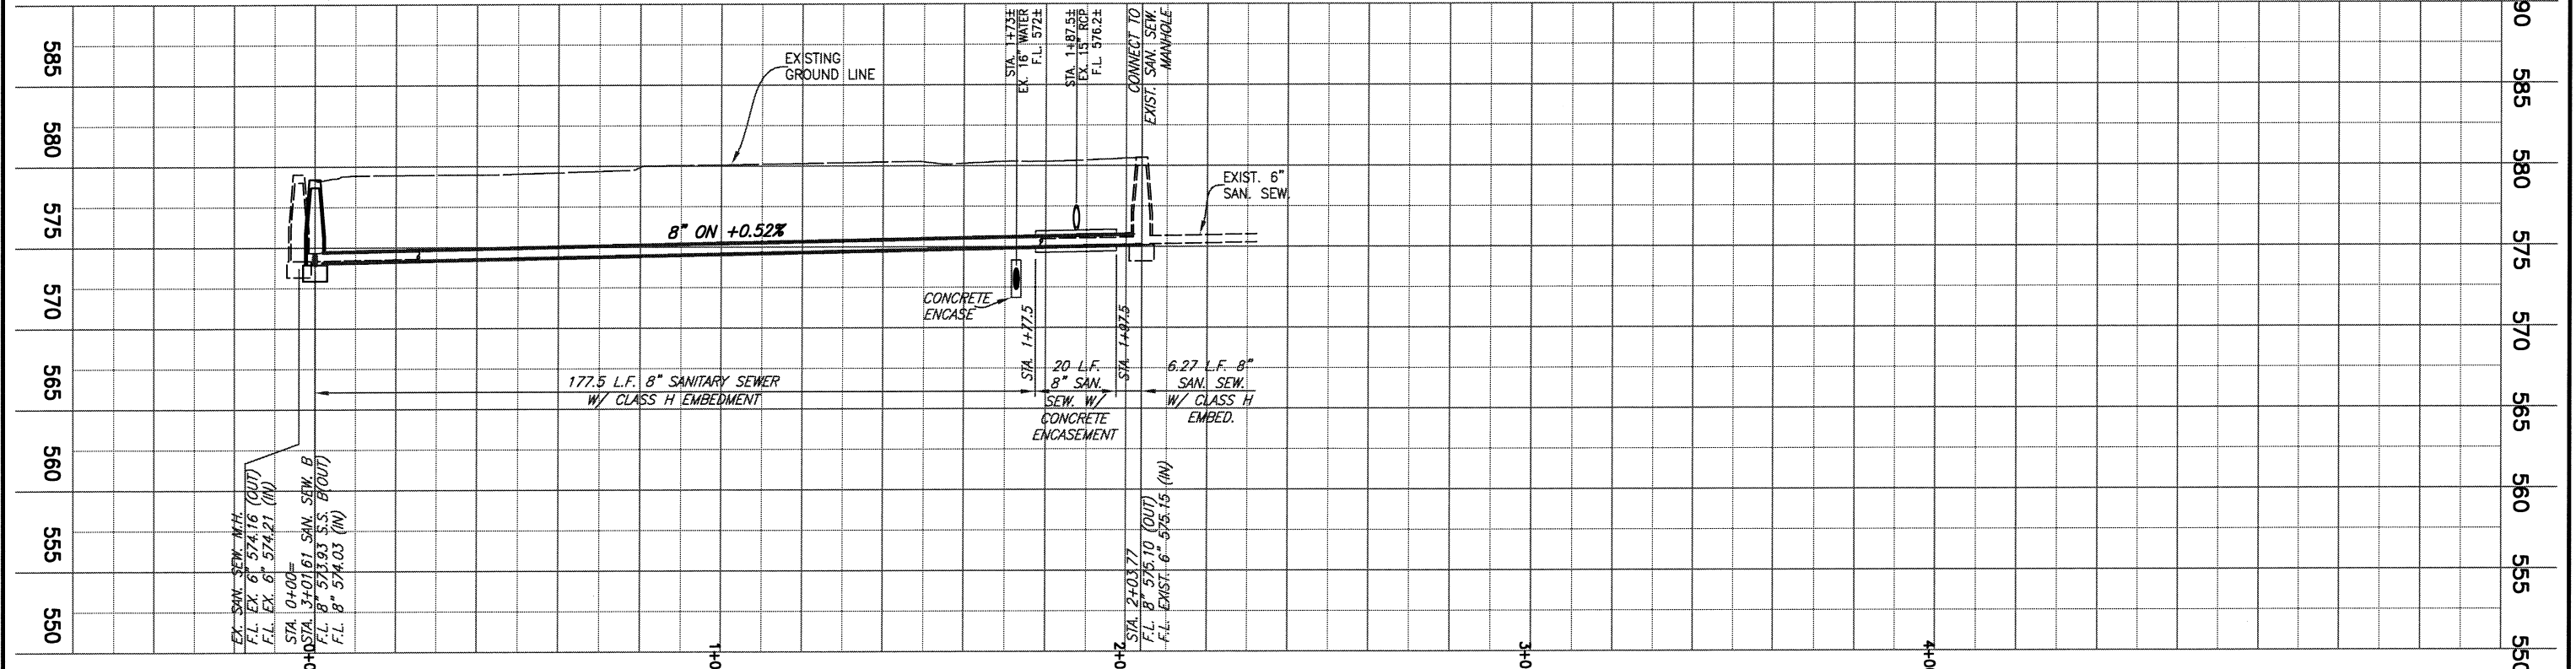 585
580
575
570
565
560
555
550
90
585
580
575
570
565
560
555
550
EXISTING
GROUND LINE
STA. 1+73±
EX. 16" WATER
F.L. 572±
STA. 1+87.5±
EX. 15" RCP
F.L. 576.2±
CONNECT TO
EXIST. SAN. SEW.
MANHOLE
EXIST. 6"
SAN. SEW.
8" ON +0.52%
CONCRETE
ENCASE
STA. 1+77.5
STA. 1+97.5
177.5 L.F. 8" SANITARY SEWER
W/ CLASS H EMBEDMENT
20 L.F.
8" SAN.
SEW. W/
CONCRETE
ENCASEMENT
6.27 L.F. 8"
SAN. SEW.
W/ CLASS H
EMBED.
EX. SAN. SEW. M.H.
F.L. EX. 6" 574.16 (OUT)
F.L. EX. 6" 574.21 (IN)
STA. 0+00=
STA. 3+01.61 SAN. SEW. B
F.L. 8" 573.93 S.S. B(OUT)
F.L. 8" 574.03 (IN)
STA. 2+03.77
F.L. 8" 575.10 (OUT)
F.L. EXIST. 6" 575.15 (IN)
0+0
1+0
2+0
3+0
4+0